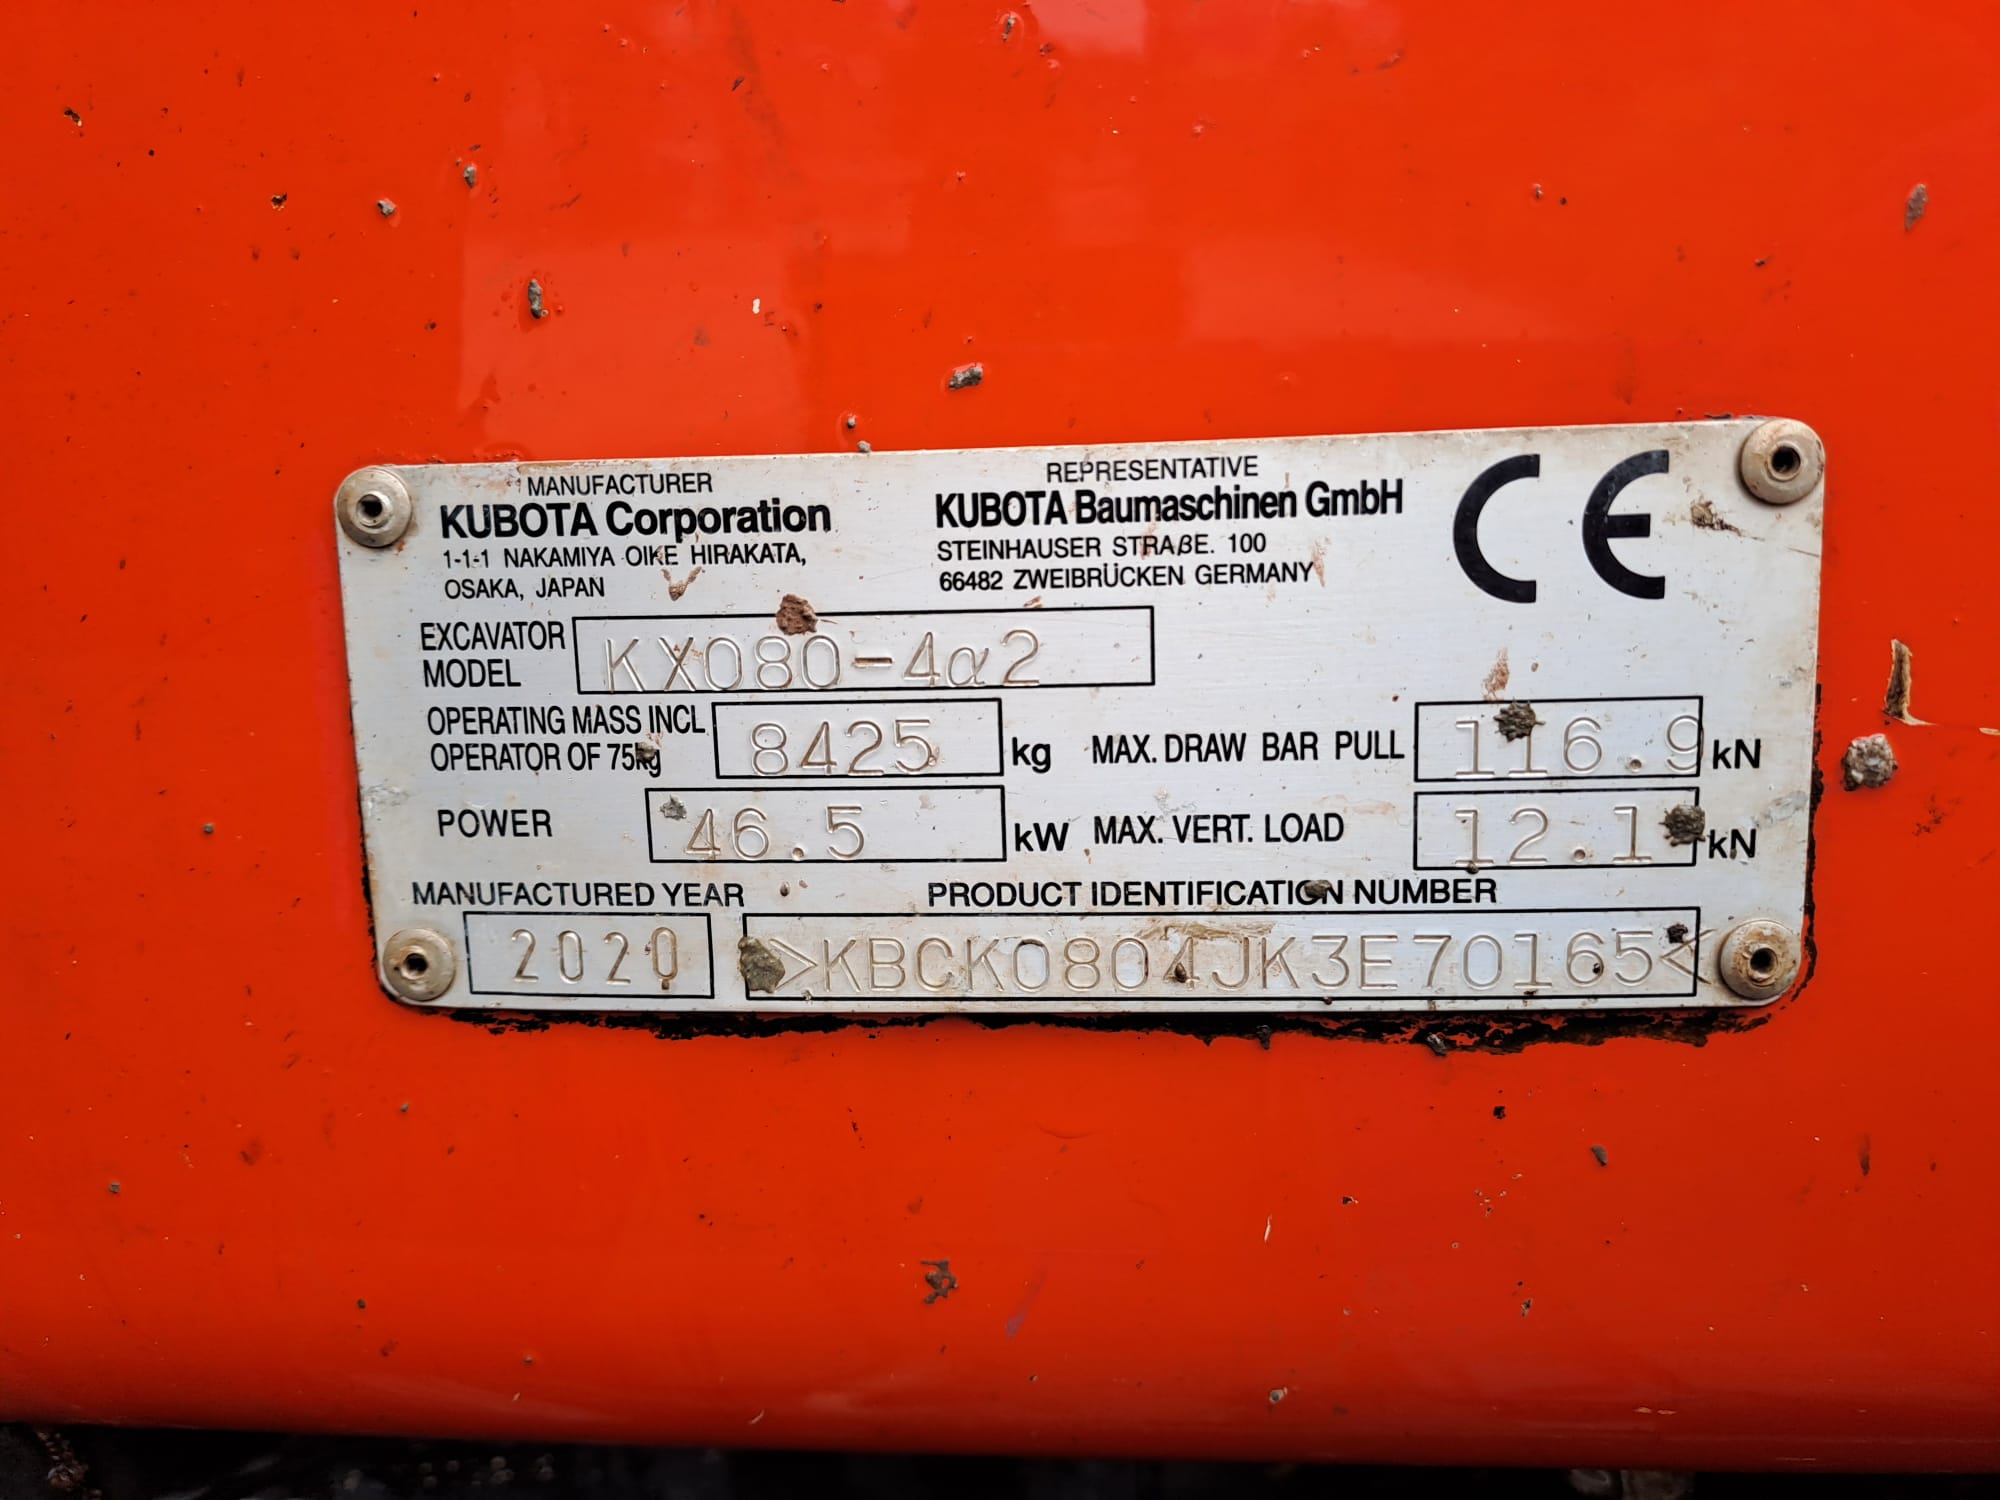 MANUFACTURER
KUBOTA Corporation
1-1-1 NAKAMIYA OIKE HIRAKATA,
OSAKA, JAPAN
REPRESENTATIVE
KUBOTA Baumaschinen GmbH
STEINHAUSER STRAßE. 100
66482 ZWEIBRÜCKEN GERMANY
CE
EXCAVATOR
MODEL
KX080-4α2
OPERATING MASS INCL
OPERATOR OF 75kg
8425 kg
MAX. DRAW BAR PULL 116.9 kN
POWER 46.5 kW
MAX. VERT. LOAD 12.1 kN
MANUFACTURED YEAR
2020
PRODUCT IDENTIFICATION NUMBER
>KBCK0804JK3E70165<